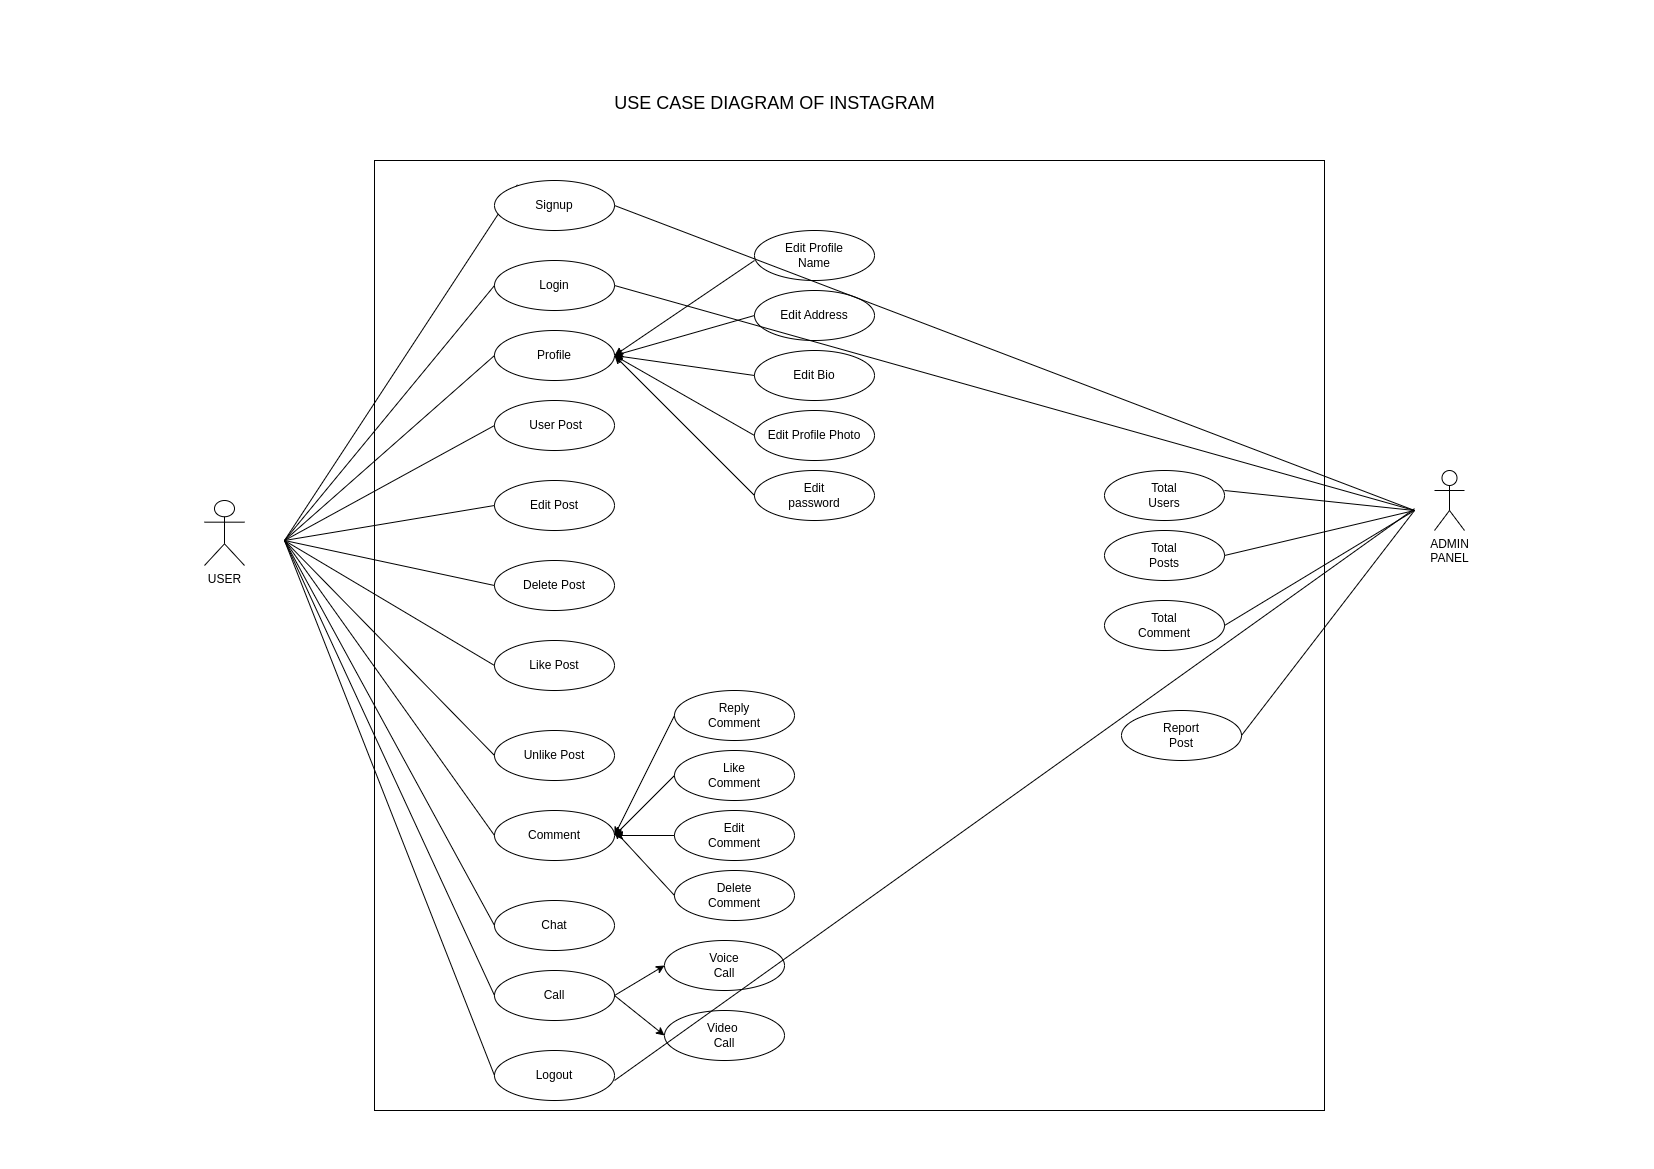 USE CASE DIAGRAM OF INSTAGRAM
Signup
Login
Profile
User Post
Edit Post
Delete Post
Like Post
Unlike Post
Comment
Chat
Call
Logout
Edit Profile
Name
Edit Address
Edit Bio
Edit Profile Photo
Edit
password
Reply
Comment
Like
Comment
Edit
Comment
Delete
Comment
Voice
Call
Video
Call
Total
Users
Total
Posts
Total
Comment
Report
Post
USER
ADMIN
PANEL